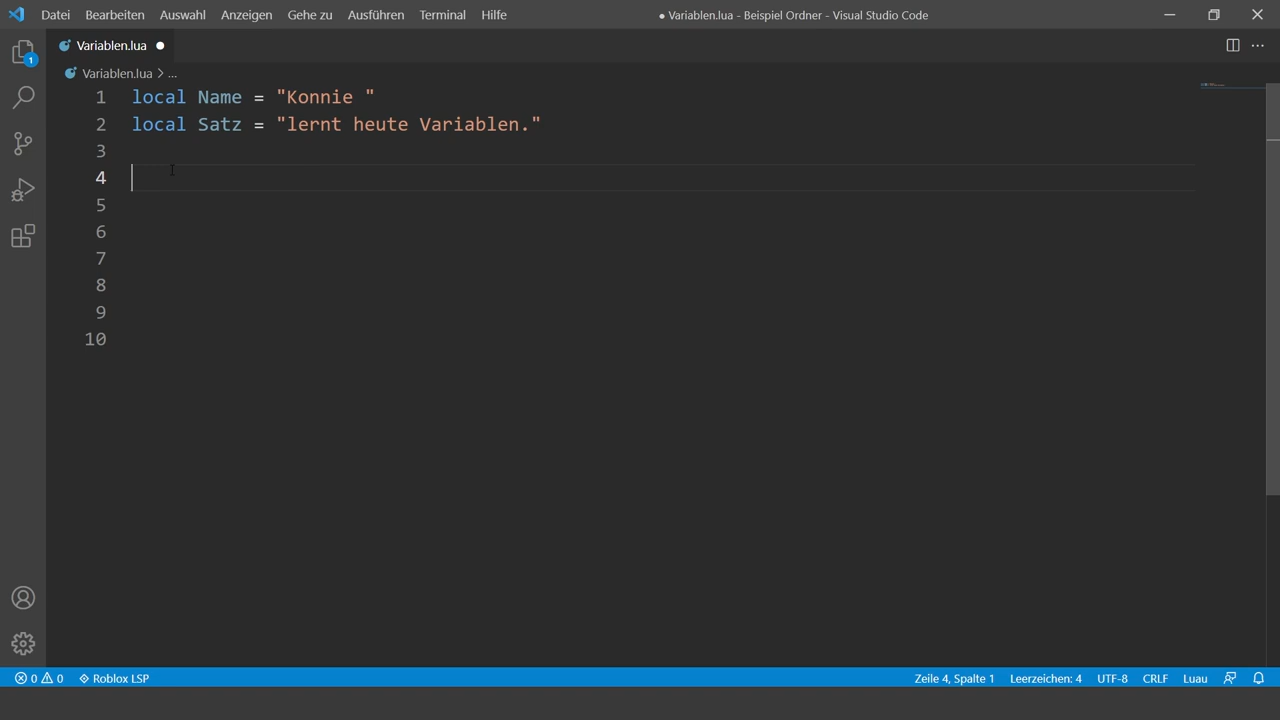 Datei Bearbeiten Auswahl Anzeigen Gehe zu Ausführen Terminal Hilfe ● Variablen.lua - Beispiel Ordner - Visual Studio Code
Variablen.lua
1
Variablen.lua > ...
1 local Name = "Konnie "
2 local Satz = "lernt heute Variablen."
3
4
5
6
7
8
9
10
0 0 Roblox LSP Zeile 4, Spalte 1 Leerzeichen: 4 UTF-8 CRLF Luau